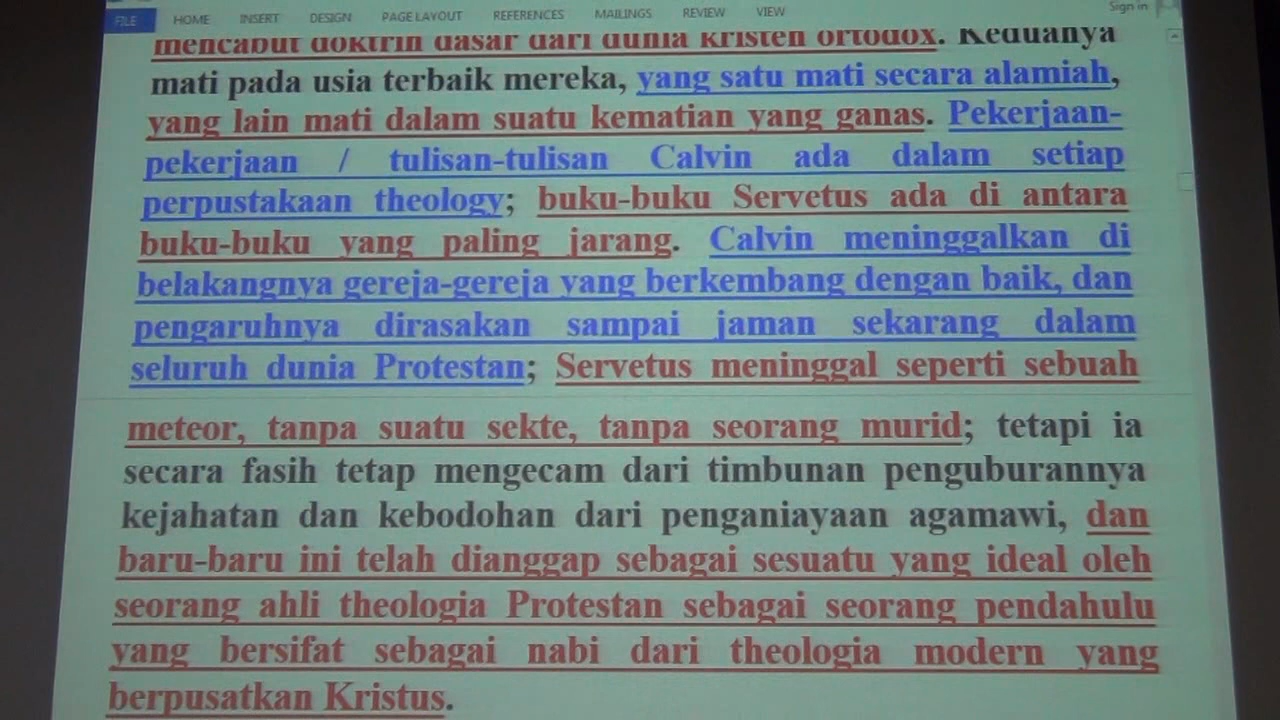 FILE HOME INSERT DESIGN PAGE LAYOUT REFERENCES MAILINGS REVIEW VIEW Sign in
mencabut doktrin dasar dari dunia Kristen ortodox. Keduanya
mati pada usia terbaik mereka, yang satu mati secara alamiah,
yang lain mati dalam suatu kematian yang ganas. Pekerjaan-
pekerjaan / tulisan-tulisan Calvin ada dalam setiap
perpustakaan theology; buku-buku Servetus ada di antara
buku-buku yang paling jarang. Calvin meninggalkan di
belakangnya gereja-gereja yang berkembang dengan baik, dan
pengaruhnya dirasakan sampai jaman sekarang dalam
seluruh dunia Protestan; Servetus meninggal seperti sebuah
meteor, tanpa suatu sekte, tanpa seorang murid; tetapi ia
secara fasih tetap mengecam dari timbunan penguburannya
kejahatan dan kebodohan dari penganiayaan agamawi, dan
baru-baru ini telah dianggap sebagai sesuatu yang ideal oleh
seorang ahli theologia Protestan sebagai seorang pendahulu
yang bersifat sebagai nabi dari theologia modern yang
berpusatkan Kristus.